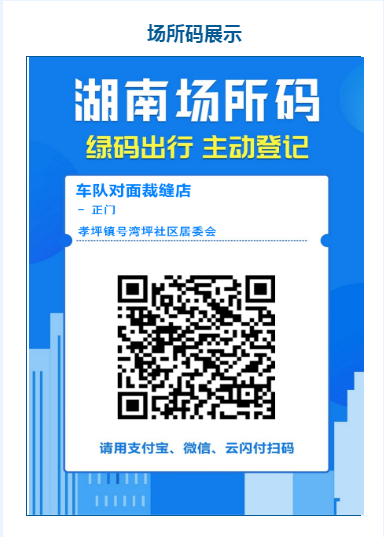 场所码展示
湖南场所码
绿码出行 主动登记
车队对面裁缝店
- 正门
孝坪镇号湾坪社区居委会
请用支付宝、微信、云闪付扫码